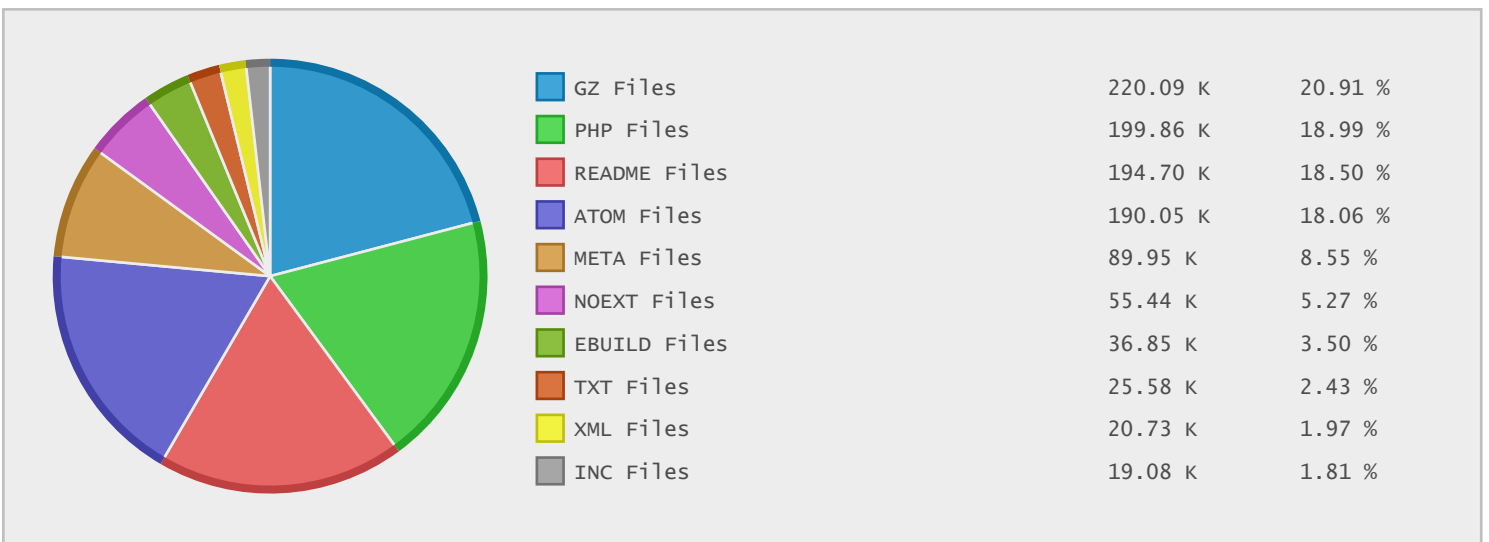 GZ Files 220.09 K 20.91 %
PHP Files 199.86 K 18.99 %
README Files 194.70 K 18.50 %
ATOM Files 190.05 K 18.06 %
META Files 89.95 K 8.55 %
NOEXT Files 55.44 K 5.27 %
EBUILD Files 36.85 K 3.50 %
TXT Files 25.58 K 2.43 %
XML Files 20.73 K 1.97 %
INC Files 19.08 K 1.81 %